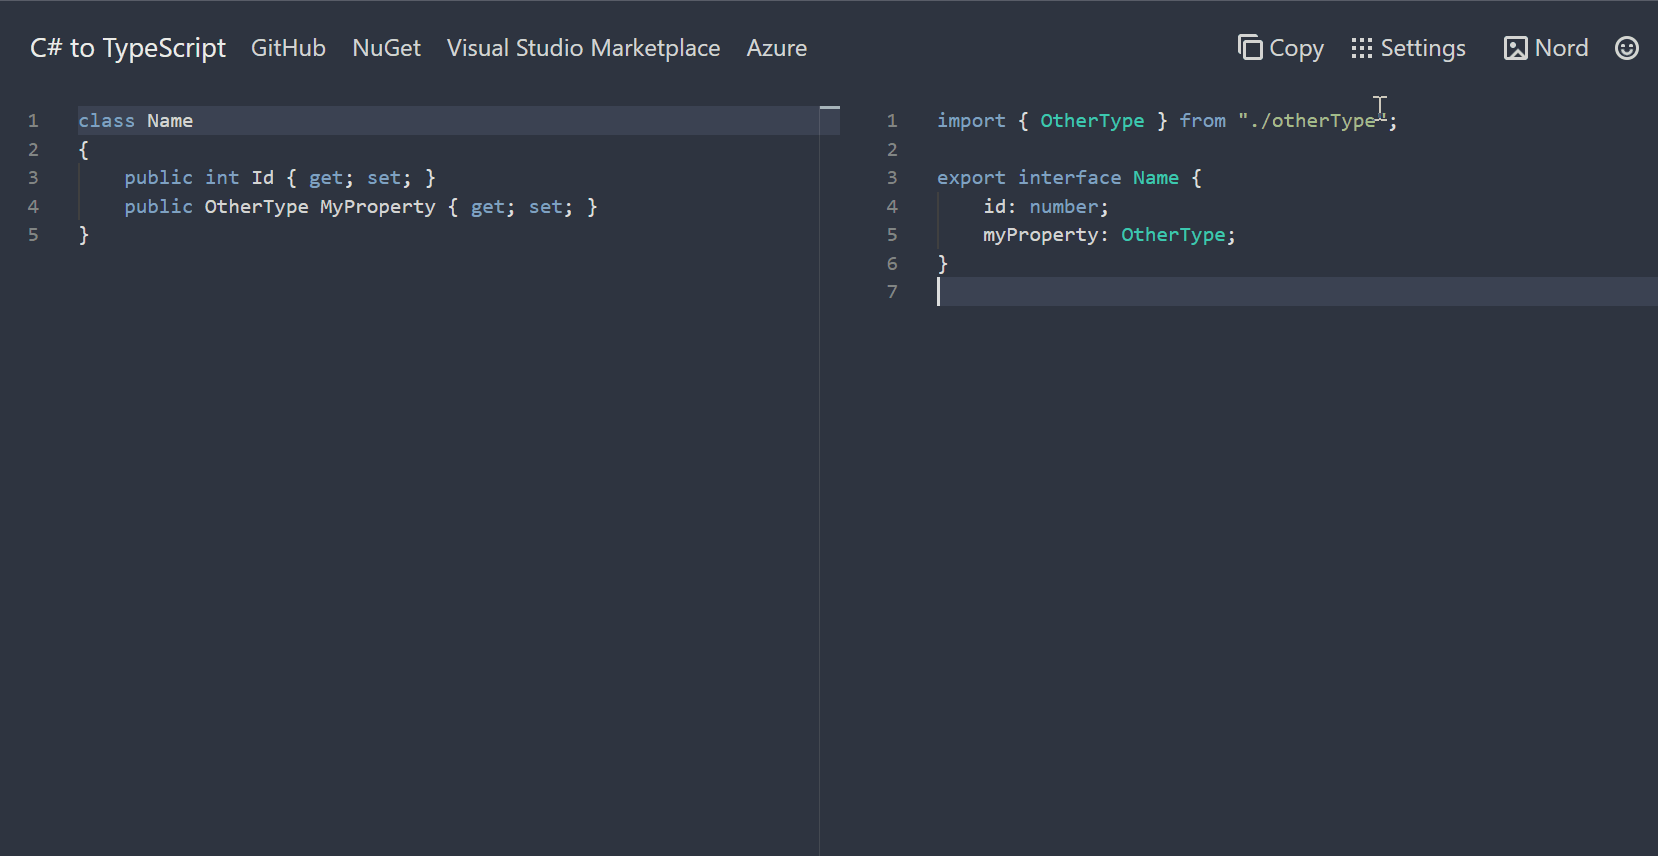 C# to TypeScript GitHub NuGet Visual Studio Marketplace Azure Copy Settings Nord
1 class Name
2 {
3 public int Id { get; set; }
4 public OtherType MyProperty { get; set; }
5 }
1 import { OtherType } from "./otherType";
2
3 export interface Name {
4 id: number;
5 myProperty: OtherType;
6 }
7